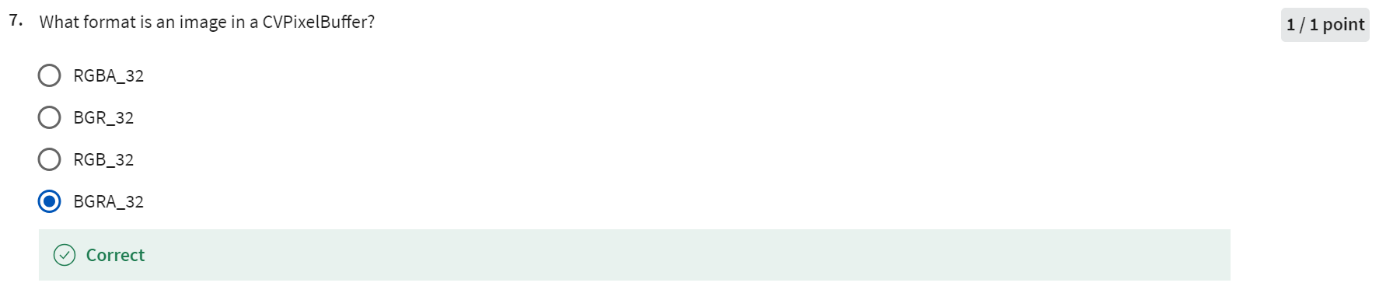 7. What format is an image in a CVPixelBuffer?
1 / 1 point
RGBA_32
BGR_32
RGB_32
BGRA_32
Correct